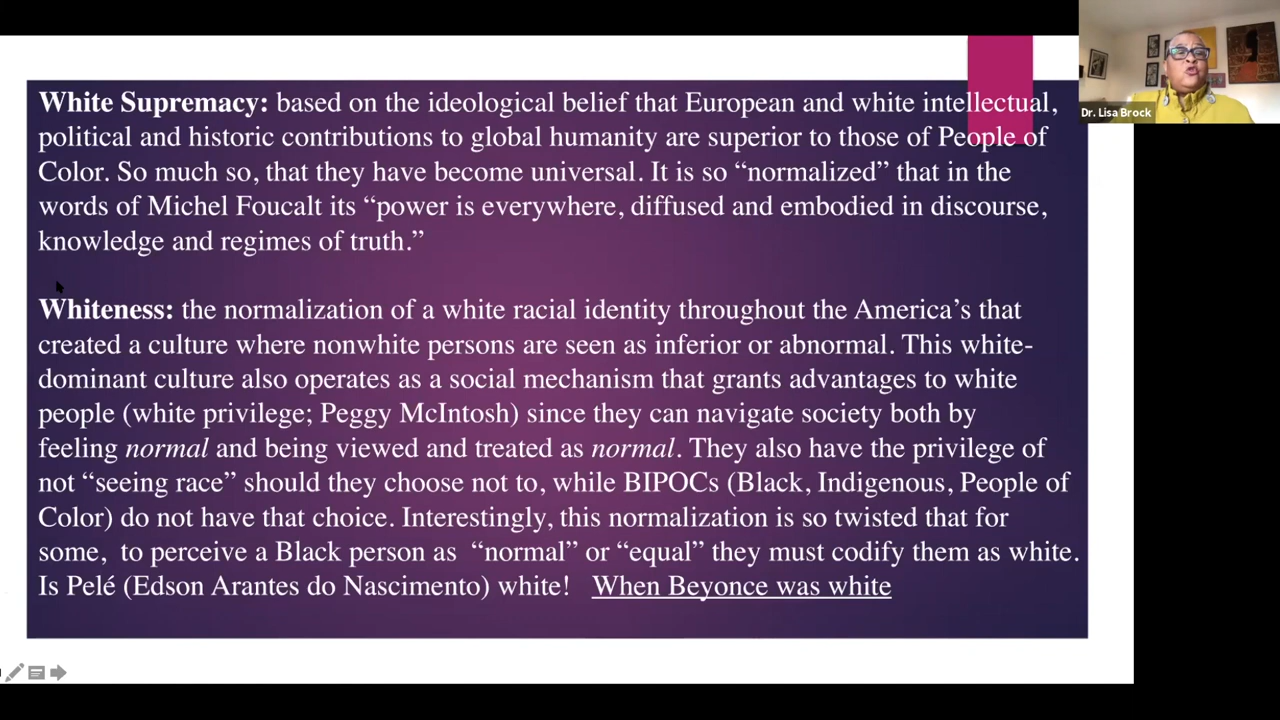 White Supremacy: based on the ideological belief that European and white intellectual,
political and historic contributions to global humanity are superior to those of People of
Color. So much so, that they have become universal. It is so “normalized” that in the
words of Michel Foucalt its “power is everywhere, diffused and embodied in discourse,
knowledge and regimes of truth.”
Whiteness: the normalization of a white racial identity throughout the America’s that
created a culture where nonwhite persons are seen as inferior or abnormal. This white-
dominant culture also operates as a social mechanism that grants advantages to white
people (white privilege; Peggy McIntosh) since they can navigate society both by
feeling normal and being viewed and treated as normal. They also have the privilege of
not “seeing race” should they choose not to, while BIPOCs (Black, Indigenous, People of
Color) do not have that choice. Interestingly, this normalization is so twisted that for
some, to perceive a Black person as “normal” or “equal” they must codify them as white.
Is Pelé (Edson Arantes do Nascimento) white! When Beyonce was white
Dr. Lisa Brock